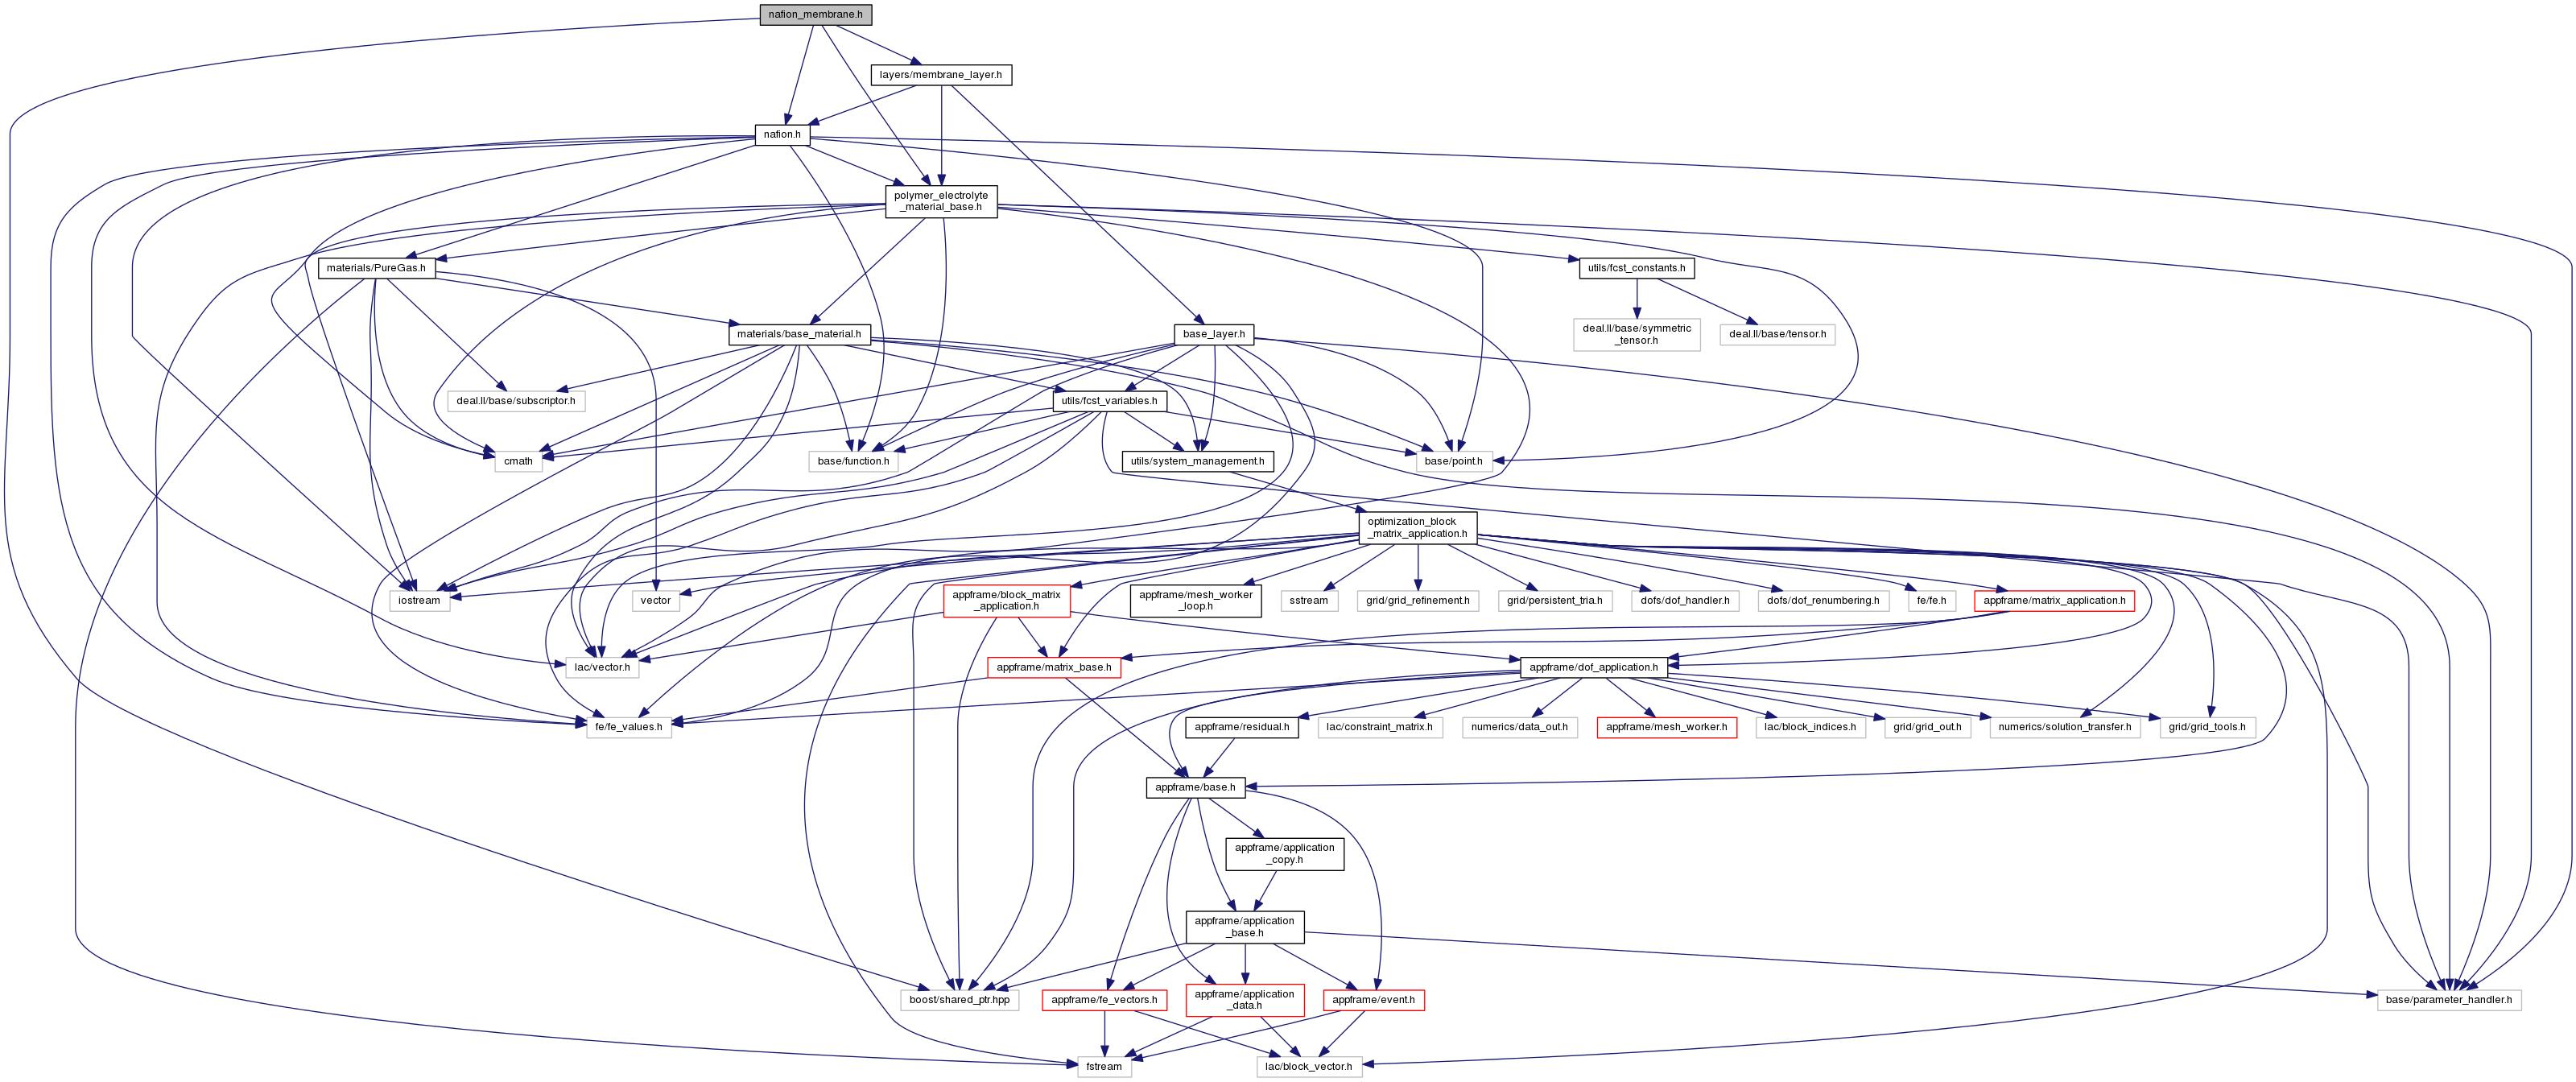 nafion_membrane.h
layers/membrane_layer.h
nafion.h
polymer_electrolyte
_material_base.h
materials/PureGas.h
utils/fcst_constants.h
materials/base_material.h
base_layer.h
deal.II/base/symmetric
_tensor.h
deal.II/base/tensor.h
deal.II/base/subscriptor.h
utils/fcst_variables.h
cmath
base/function.h
utils/system_management.h
base/point.h
optimization_block
_matrix_application.h
iostream
vector
appframe/block_matrix
_application.h
appframe/mesh_worker
_loop.h
sstream
grid/grid_refinement.h
grid/persistent_tria.h
dofs/dof_handler.h
dofs/dof_renumbering.h
fe/fe.h
appframe/matrix_application.h
lac/vector.h
appframe/matrix_base.h
appframe/dof_application.h
fe/fe_values.h
appframe/residual.h
lac/constraint_matrix.h
numerics/data_out.h
appframe/mesh_worker.h
lac/block_indices.h
grid/grid_out.h
numerics/solution_transfer.h
grid/grid_tools.h
appframe/base.h
appframe/application
_copy.h
appframe/application
_base.h
boost/shared_ptr.hpp
appframe/fe_vectors.h
appframe/application
_data.h
appframe/event.h
base/parameter_handler.h
fstream
lac/block_vector.h